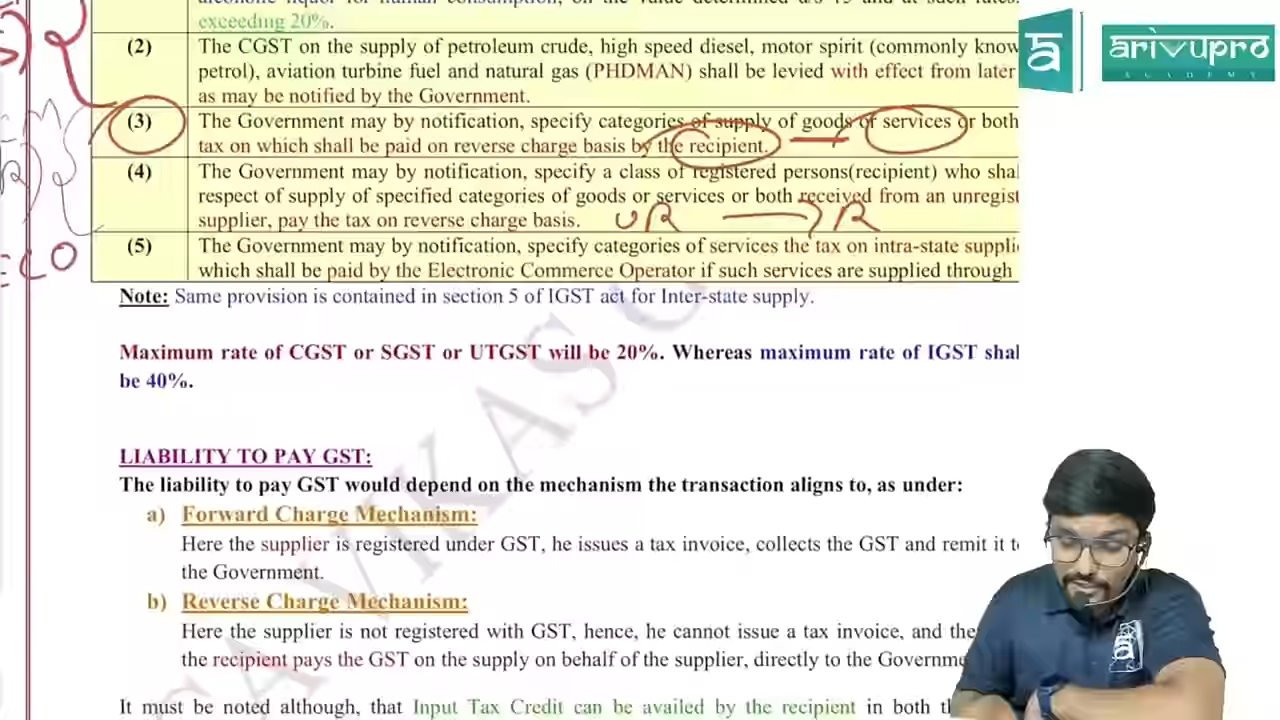 exceeding 20%.
(2) The CGST on the supply of petroleum crude, high speed diesel, motor spirit (commonly know
petrol), aviation turbine fuel and natural gas (PHDMAN) shall be levied with effect from later
as may be notified by the Government.
(3) The Government may by notification, specify categories of supply of goods or services or both
tax on which shall be paid on reverse charge basis by the recipient.
(4) The Government may by notification, specify a class of registered persons(recipient) who shal
respect of supply of specified categories of goods or services or both received from an unregist
supplier, pay the tax on reverse charge basis. UR → R
(5) The Government may by notification, specify categories of services the tax on intra-state suppli
which shall be paid by the Electronic Commerce Operator if such services are supplied through
ECO
Note: Same provision is contained in section 5 of IGST act for Inter-state supply.
Maximum rate of CGST or SGST or UTGST will be 20%. Whereas maximum rate of IGST shal
be 40%.
LIABILITY TO PAY GST:
The liability to pay GST would depend on the mechanism the transaction aligns to, as under:
a) Forward Charge Mechanism:
Here the supplier is registered under GST, he issues a tax invoice, collects the GST and remit it t
the Government.
b) Reverse Charge Mechanism:
Here the supplier is not registered with GST, hence, he cannot issue a tax invoice, and the
the recipient pays the GST on the supply on behalf of the supplier, directly to the Governme
It must be noted although, that Input Tax Credit can be availed by the recipient in both th
CA VIKAS
arivupro
ACADEMY